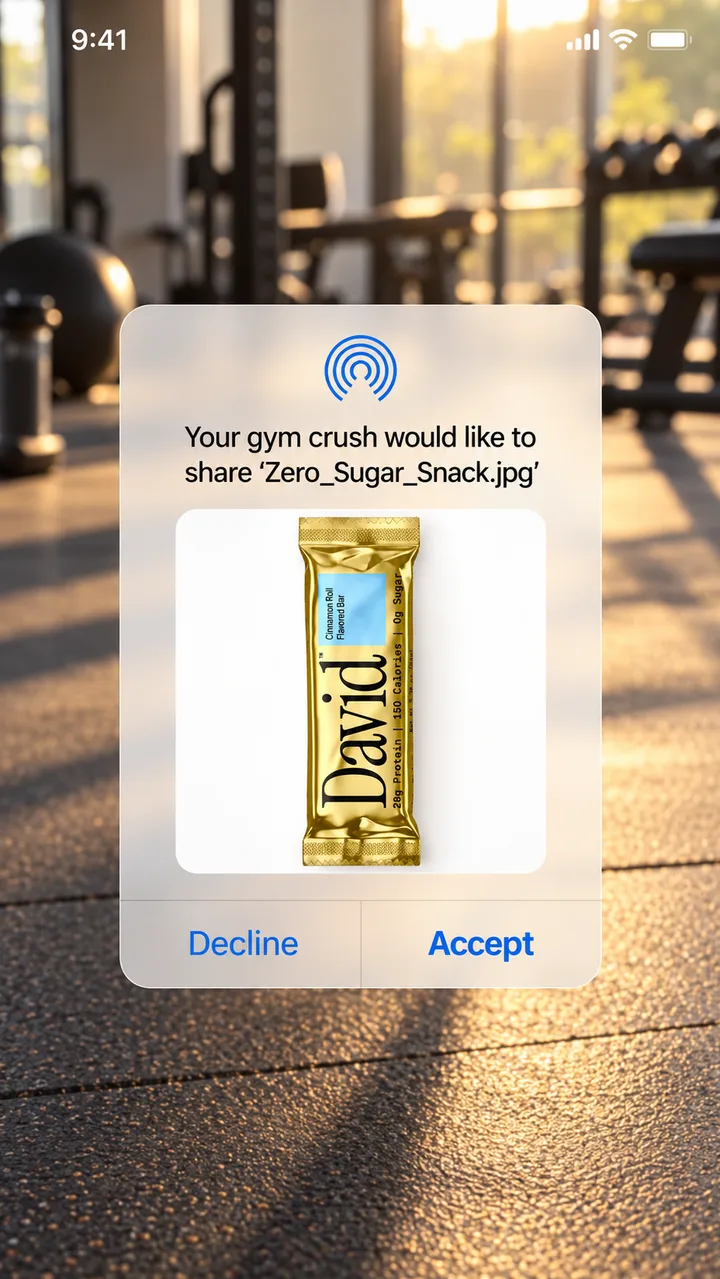 9:41
Your gym crush would like to
share ‘Zero_Sugar_Snack.jpg’
Cinnamon Roll
Flavored Bar
David™
28g Protein | 150 Calories | 0g Sugar
Decline
Accept